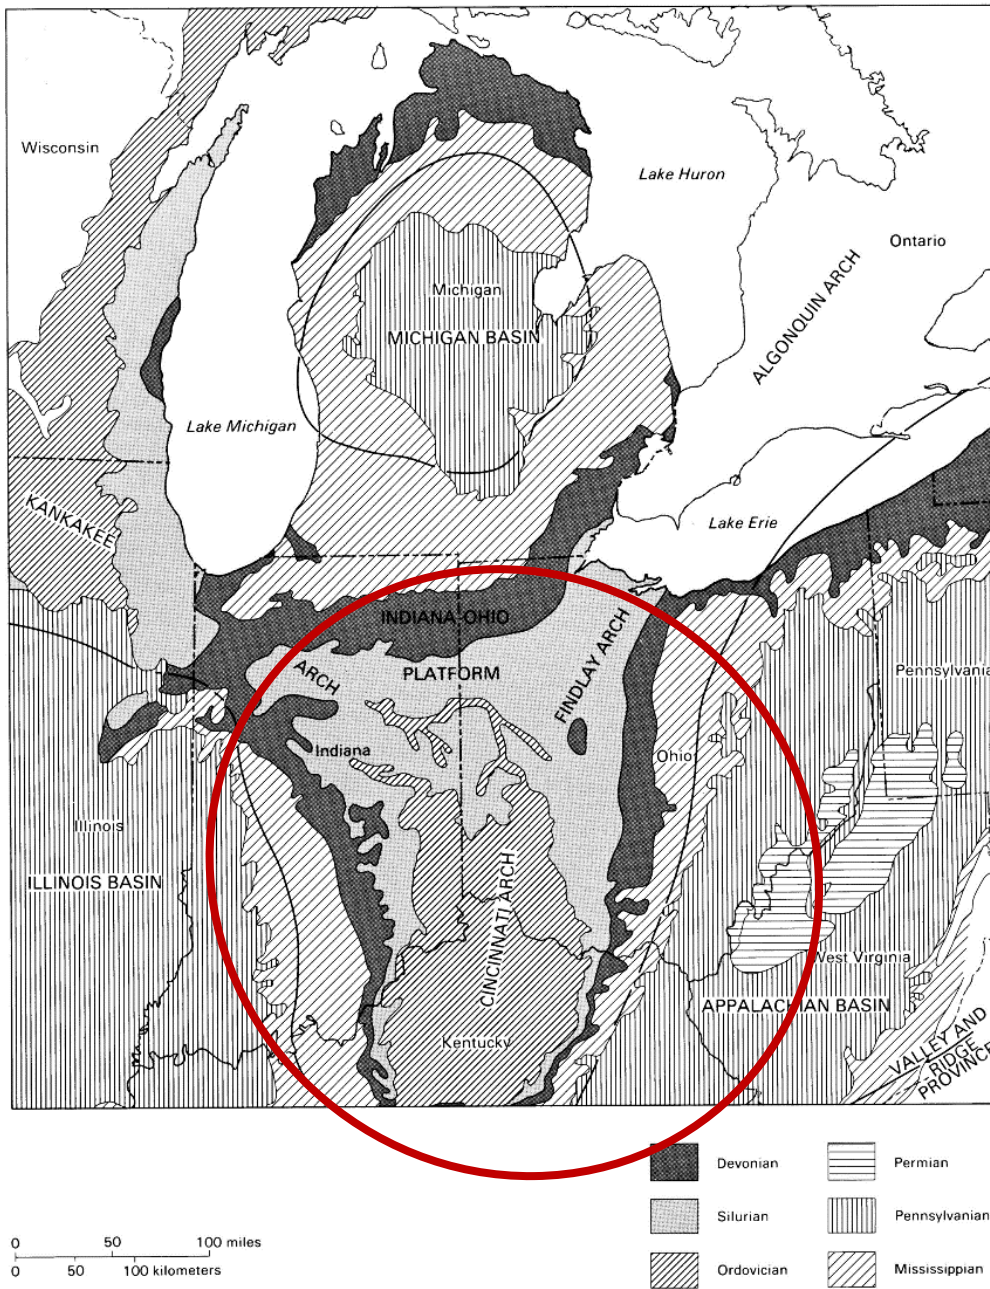 Wisconsin
Lake Huron
Ontario
Michigan
MICHIGAN BASIN
ALGONQUIN ARCH
Lake Michigan
KANKAKEE
Lake Erie
INDIANA-OHIO
PLATFORM
ARCH
FINDLAY ARCH
Pennsylvania
Indiana
Ohio
Illinois
ILLINOIS BASIN
CINCINNATI ARCH
West Virginia
APPALACHIAN BASIN
Kentucky
VALLEY AND
RIDGE
PROVINCE
Devonian
Permian
Silurian
Pennsylvanian
Ordovician
Mississippian
0 50 100 miles
0 50 100 kilometers